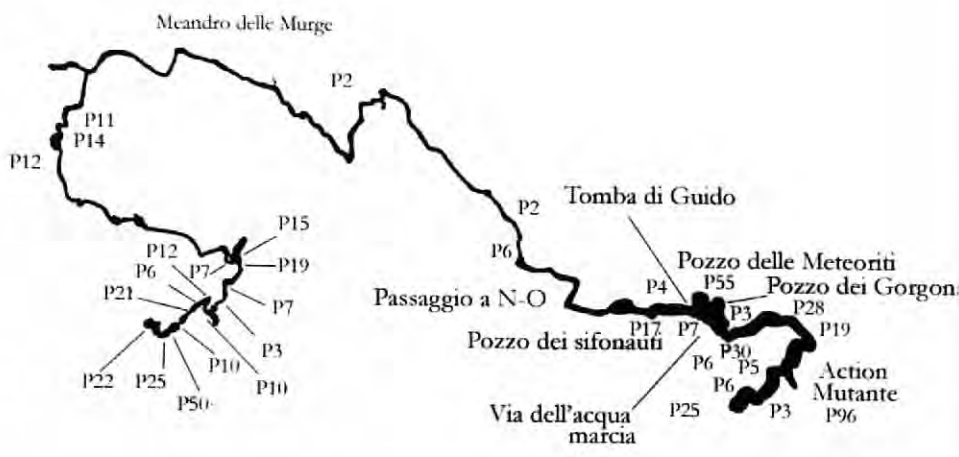 Meandro delle Murge
P2
P11
P14
P12
P2
P6
Tomba di Guido
P15
P12
P6
P7
P19
P21
P7
P3
P10
P22
P25
P50
P10
Passaggio a N-O
Pozzo dei sifonauti
P4
P17
P7
Pozzo delle Meteoriti
P55
Pozzo dei Gorgon
P3
P28
P19
P30
P6
P5
P6
Action
Mutante
P96
P25
P3
Via dell'acqua
marcia